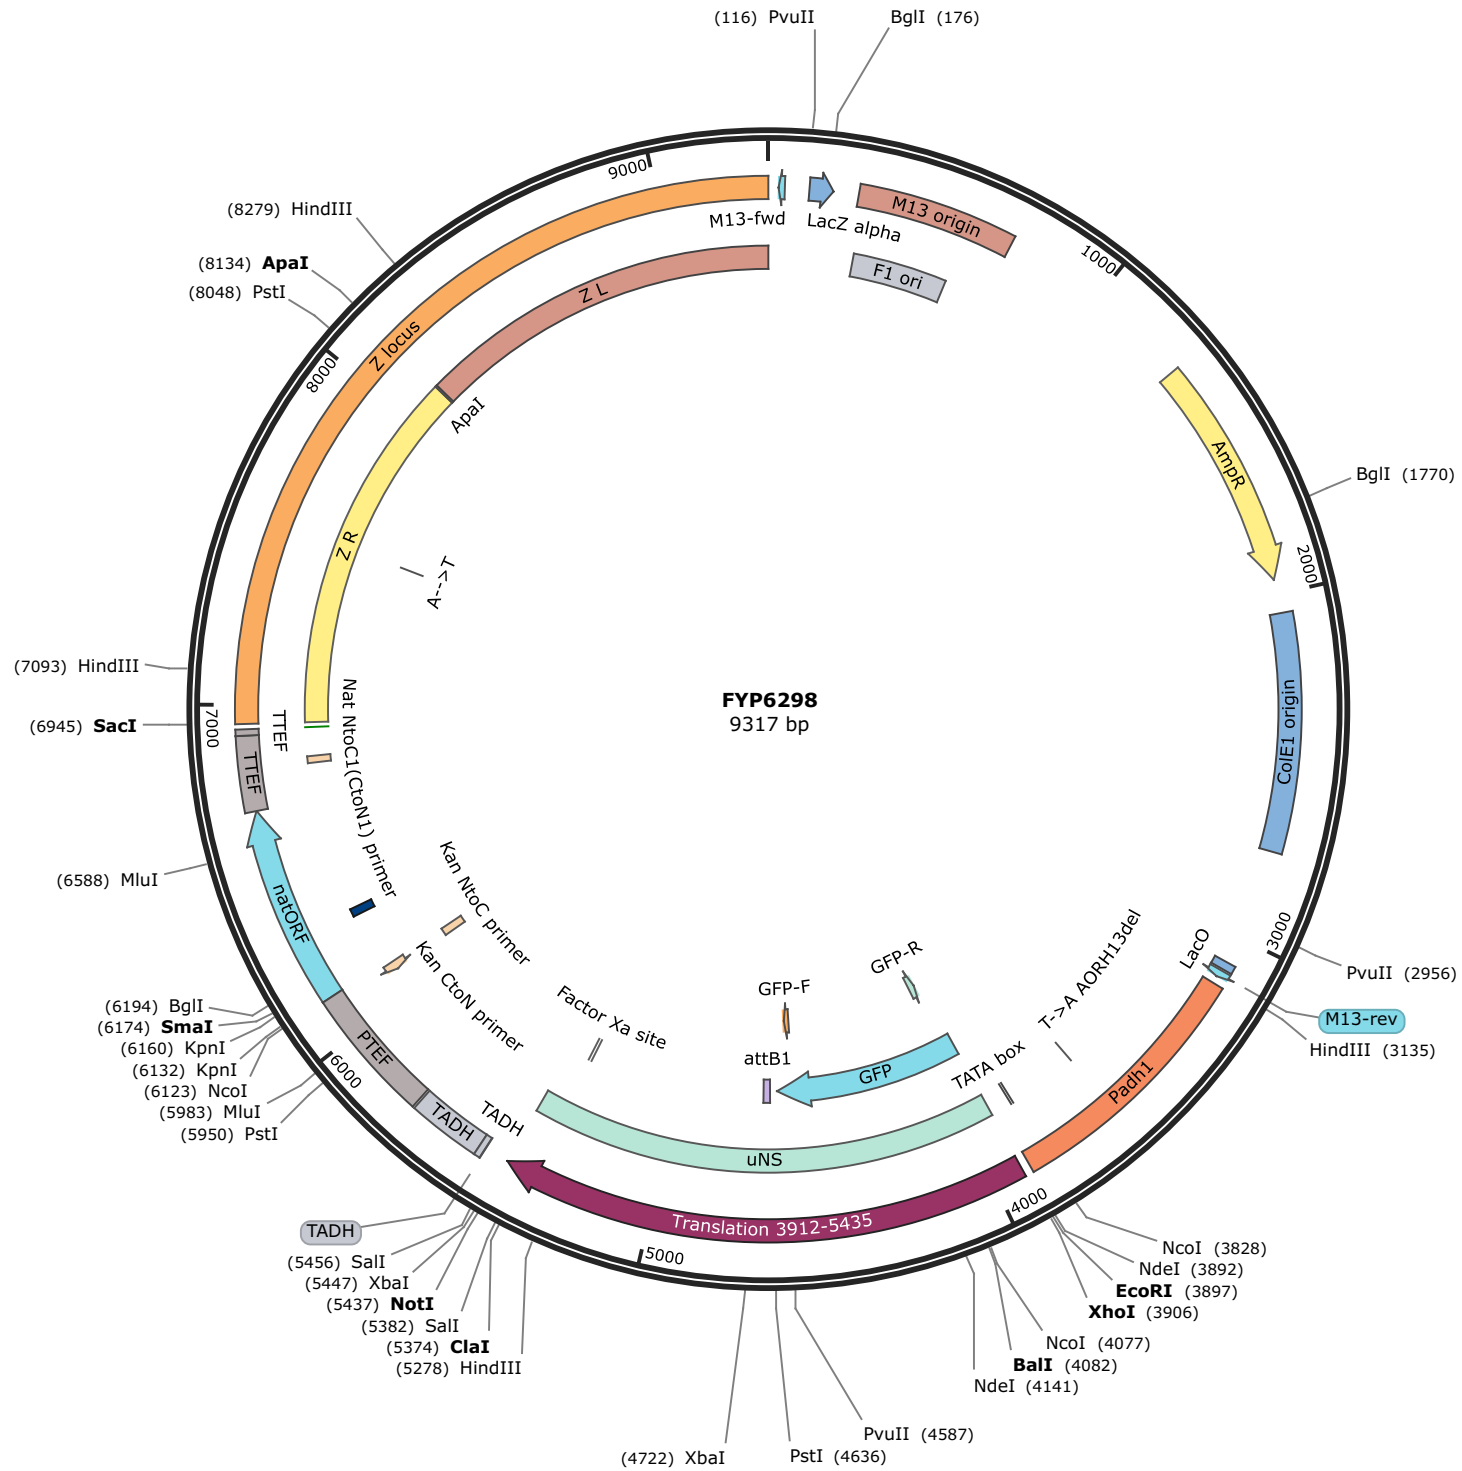 (116) PvuII
BglI (176)
9000
M13-fwd
LacZ alpha
M13 origin
F1 ori
1000
(8279) HindIII
(8134) ApaI
(8048) PstI
Z L
Z locus
8000
ApaI
AmpR
BglI (1770)
2000
Z R
A--->T
(7093) HindIII
(6945) SacI
7000
TTEF
TTEF
Nat NtoC1(CtoN1) primer
FYP6298
9317 bp
ColE1 origin
(6588) MluI
natORF
Kan NtoC primer
Kan CtoN primer
Factor Xa site
GFP-F
GFP-R
attB1
GFP
TATA box
T->A AORH13del
LacO
3000
PvuII (2956)
M13-rev
HindIII (3135)
Padh1
(6194) BglI
(6174) SmaI
(6160) KpnI
(6132) KpnI
(6123) NcoI
(5983) MluI
(5950) PstI
PTEF
6000
TADH
TADH
uNS
Translation 3912-5435
4000
5000
TADH
(5456) SalI
(5447) XbaI
(5437) NotI
(5382) SalI
(5374) ClaI
(5278) HindIII
NcoI (3828)
NdeI (3892)
EcoRI (3897)
XhoI (3906)
NcoI (4077)
BalI (4082)
NdeI (4141)
PvuII (4587)
(4722) XbaI
PstI (4636)